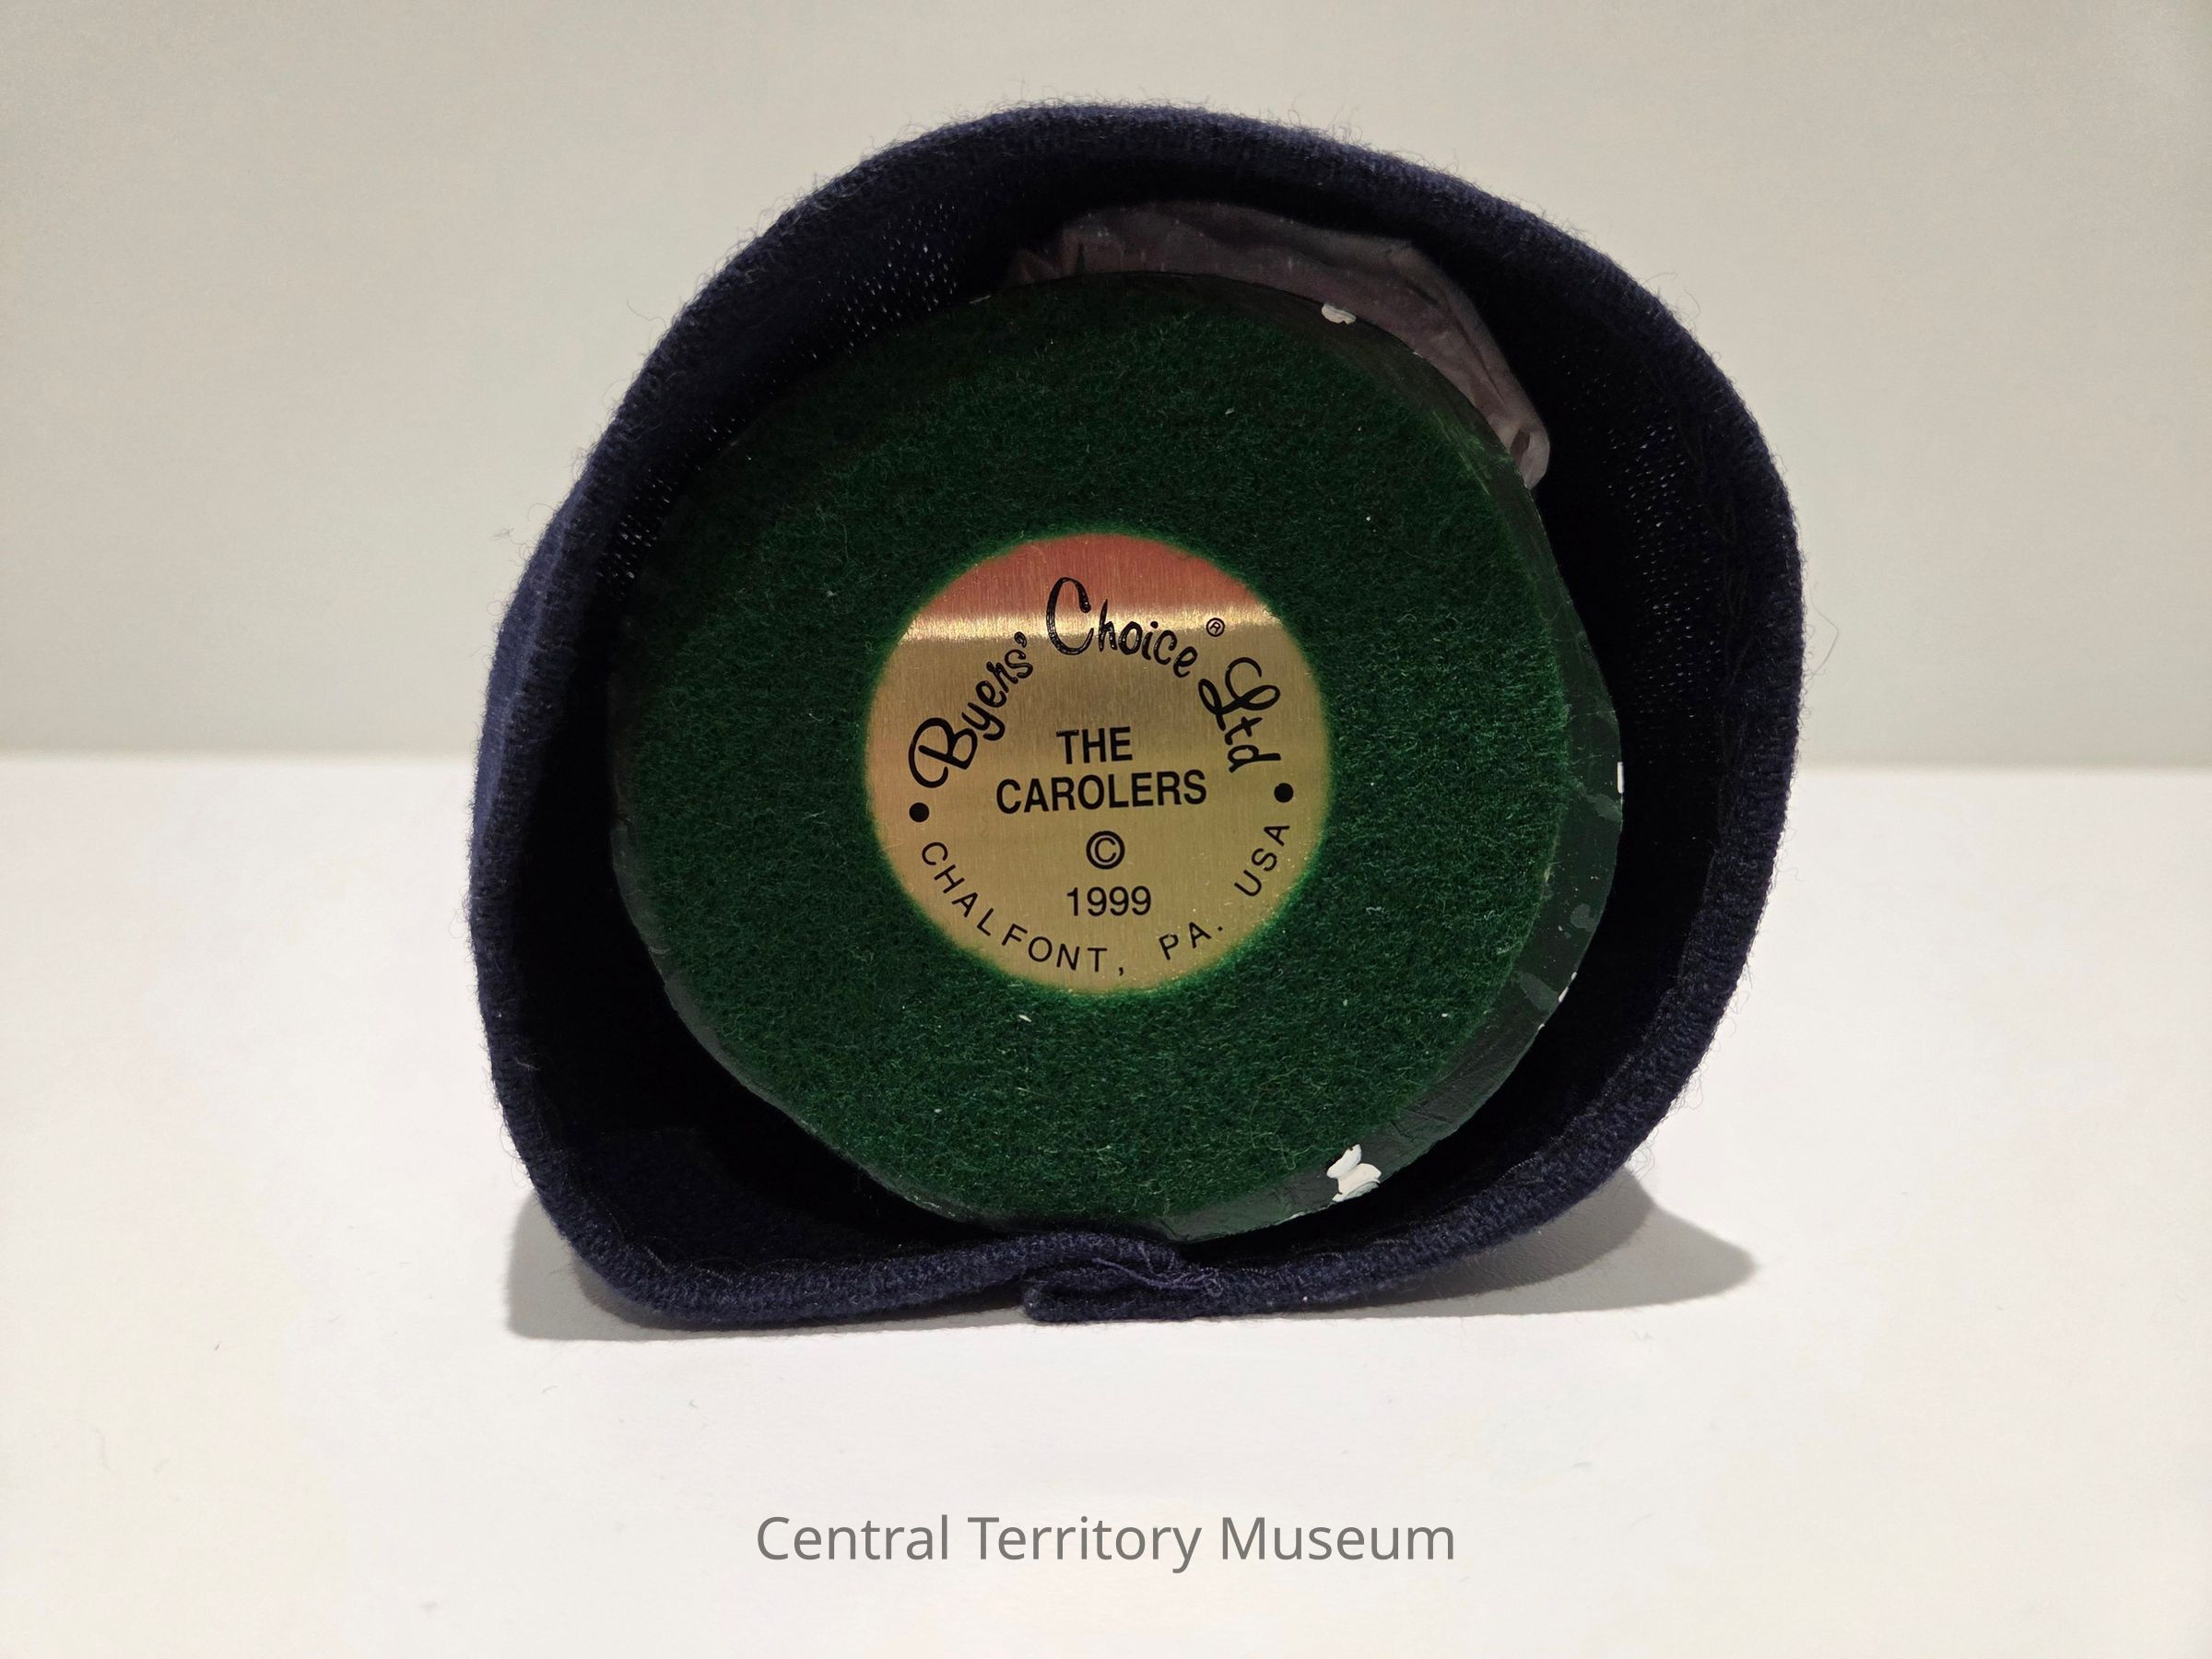 Byers' Choice® Ltd
THE
CAROLERS
©
1999
• CHALFONT, PA. USA •
Central Territory Museum